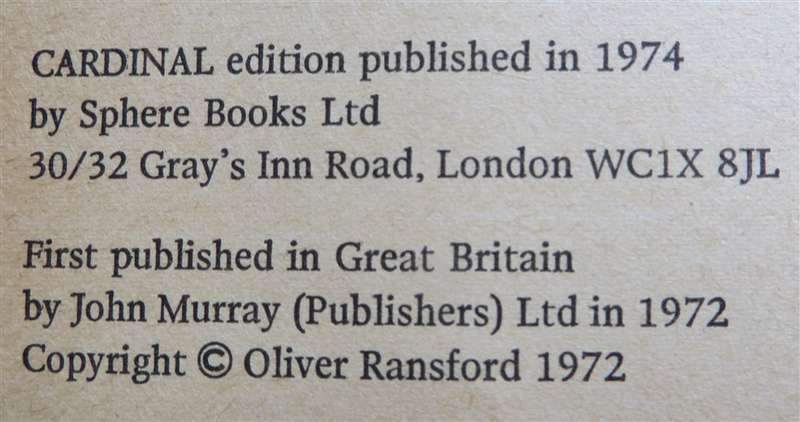 CARDINAL edition published in 1974
by Sphere Books Ltd
30/32 Gray's Inn Road, London WC1X 8JL
First published in Great Britain
by John Murray (Publishers) Ltd in 1972
Copyright © Oliver Ransford 1972